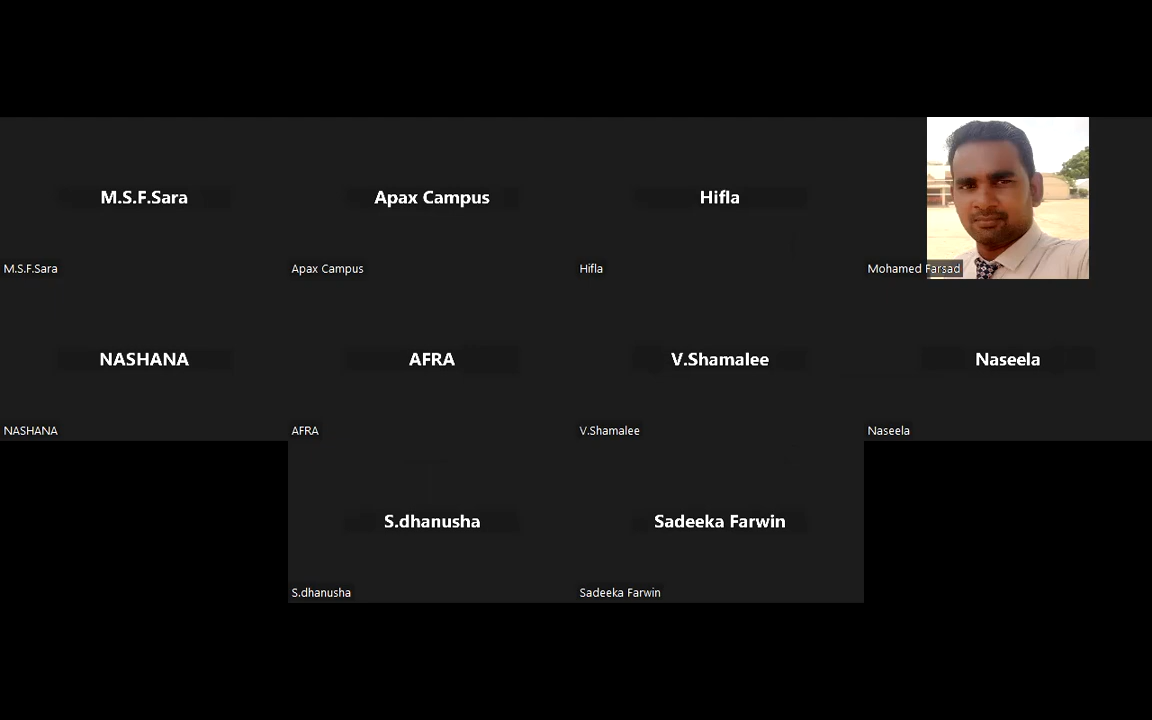 M.S.F.Sara
Apax Campus
Hifla
M.S.F.Sara
Apax Campus
Hifla
Mohamed Farsad
NASHANA
AFRA
V.Shamalee
Naseela
NASHANA
AFRA
V.Shamalee
Naseela
S.dhanusha
Sadeeka Farwin
S.dhanusha
Sadeeka Farwin